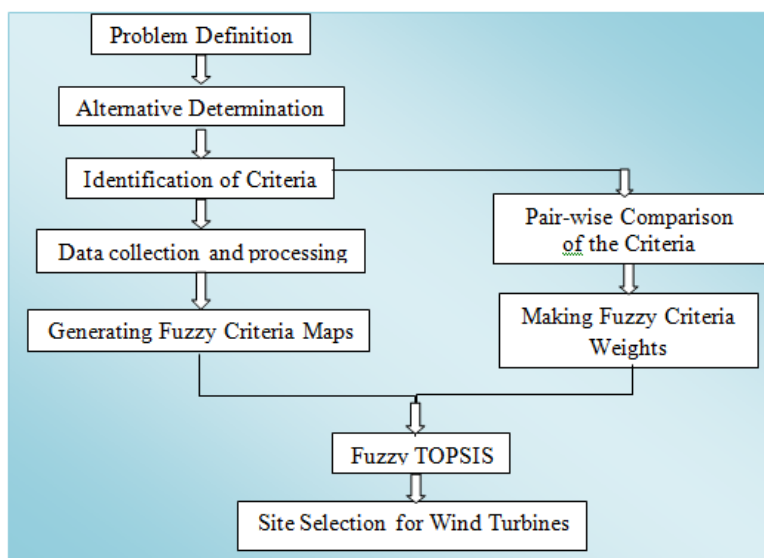 Problem Definition
Alternative Determination
Identification of Criteria
Data collection and processing
Generating Fuzzy Criteria Maps
Pair-wise Comparison
of the Criteria
Making Fuzzy Criteria
Weights
Fuzzy TOPSIS
Site Selection for Wind Turbines